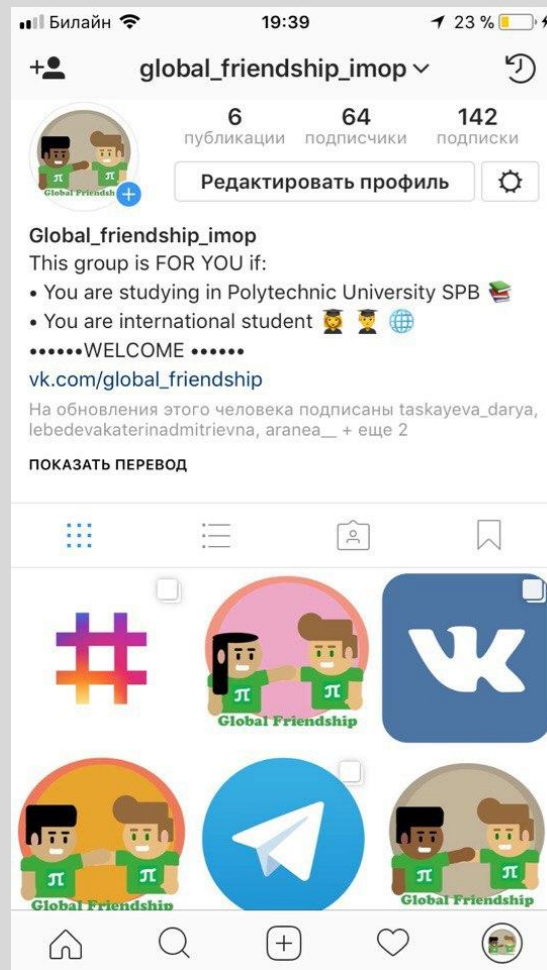 Билайн 19:39 23 %
global_friendship_imop
6 64 142
публикации подписчики подписки
Редактировать профиль
Global_friendship_imop
This group is FOR YOU if:
• You are studying in Polytechnic University SPB 📚
• You are international student 👩‍🎓 👨‍🎓 🌐
••••••WELCOME ••••••
vk.com/global_friendship
На обновления этого человека подписаны taskayeva_darya,
lebedevakaterinadmitrievna, aranea__ + еще 2
ПОКАЗАТЬ ПЕРЕВОД
#
π π
Global Friendship
π π
Global Friendship
π π
Global Friendship